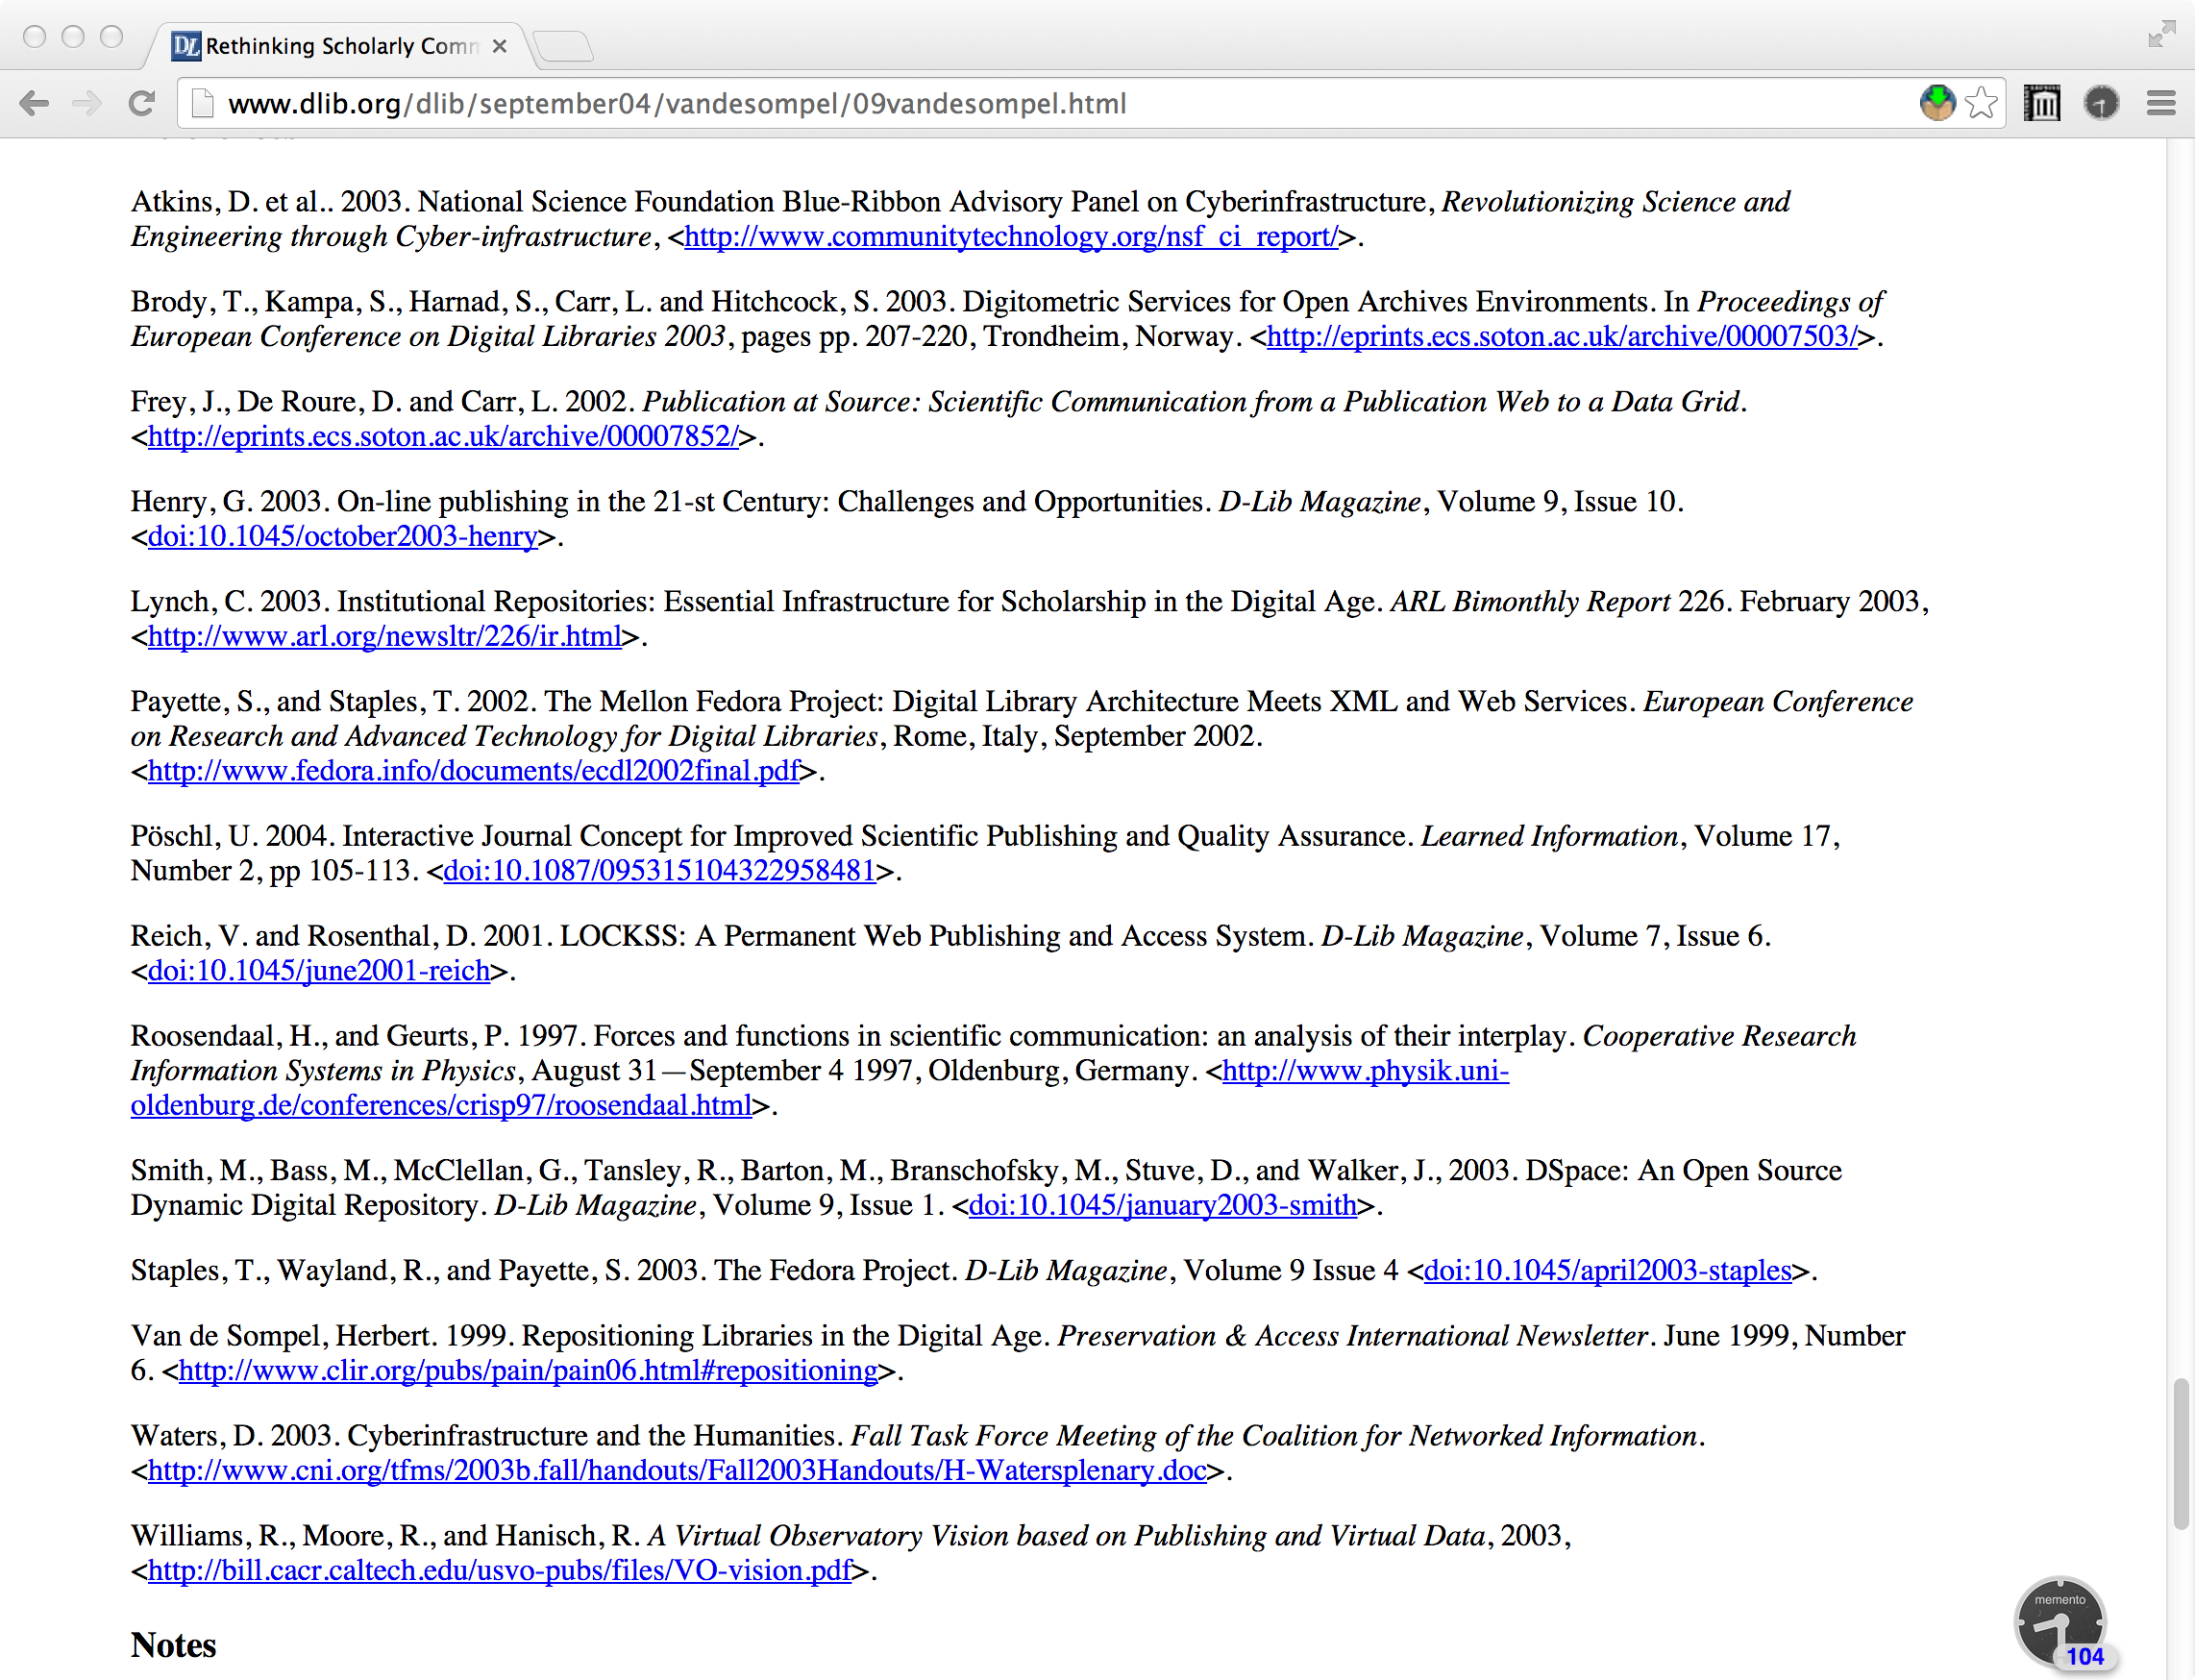 Rethinking Scholarly Comm
www.dlib.org/dlib/september04/vandesompel/09vandesompel.html
Atkins, D. et al.. 2003. National Science Foundation Blue-Ribbon Advisory Panel on Cyberinfrastructure, Revolutionizing Science and
Engineering through Cyber-infrastructure, <http://www.communitytechnology.org/nsf_ci_report/>.
Brody, T., Kampa, S., Harnad, S., Carr, L. and Hitchcock, S. 2003. Digitometric Services for Open Archives Environments. In Proceedings of
European Conference on Digital Libraries 2003, pages pp. 207-220, Trondheim, Norway. <http://eprints.ecs.soton.ac.uk/archive/00007503/>.
Frey, J., De Roure, D. and Carr, L. 2002. Publication at Source: Scientific Communication from a Publication Web to a Data Grid.
<http://eprints.ecs.soton.ac.uk/archive/00007852/>.
Henry, G. 2003. On-line publishing in the 21-st Century: Challenges and Opportunities. D-Lib Magazine, Volume 9, Issue 10.
<doi:10.1045/october2003-henry>.
Lynch, C. 2003. Institutional Repositories: Essential Infrastructure for Scholarship in the Digital Age. ARL Bimonthly Report 226. February 2003,
<http://www.arl.org/newsltr/226/ir.html>.
Payette, S., and Staples, T. 2002. The Mellon Fedora Project: Digital Library Architecture Meets XML and Web Services. European Conference
on Research and Advanced Technology for Digital Libraries, Rome, Italy, September 2002.
<http://www.fedora.info/documents/ecdl2002final.pdf>.
Pöschl, U. 2004. Interactive Journal Concept for Improved Scientific Publishing and Quality Assurance. Learned Information, Volume 17,
Number 2, pp 105-113. <doi:10.1087/095315104322958481>.
Reich, V. and Rosenthal, D. 2001. LOCKSS: A Permanent Web Publishing and Access System. D-Lib Magazine, Volume 7, Issue 6.
<doi:10.1045/june2001-reich>.
Roosendaal, H., and Geurts, P. 1997. Forces and functions in scientific communication: an analysis of their interplay. Cooperative Research
Information Systems in Physics, August 31—September 4 1997, Oldenburg, Germany. <http://www.physik.uni-
oldenburg.de/conferences/crisp97/roosendaal.html>.
Smith, M., Bass, M., McClellan, G., Tansley, R., Barton, M., Branschofsky, M., Stuve, D., and Walker, J., 2003. DSpace: An Open Source
Dynamic Digital Repository. D-Lib Magazine, Volume 9, Issue 1. <doi:10.1045/january2003-smith>.
Staples, T., Wayland, R., and Payette, S. 2003. The Fedora Project. D-Lib Magazine, Volume 9 Issue 4 <doi:10.1045/april2003-staples>.
Van de Sompel, Herbert. 1999. Repositioning Libraries in the Digital Age. Preservation & Access International Newsletter. June 1999, Number
6. <http://www.clir.org/pubs/pain/pain06.html#repositioning>.
Waters, D. 2003. Cyberinfrastructure and the Humanities. Fall Task Force Meeting of the Coalition for Networked Information.
<http://www.cni.org/tfms/2003b.fall/handouts/Fall2003Handouts/H-Watersplenary.doc>.
Williams, R., Moore, R., and Hanisch, R. A Virtual Observatory Vision based on Publishing and Virtual Data, 2003,
<http://bill.cacr.caltech.edu/usvo-pubs/files/VO-vision.pdf>.
Notes
memento
104